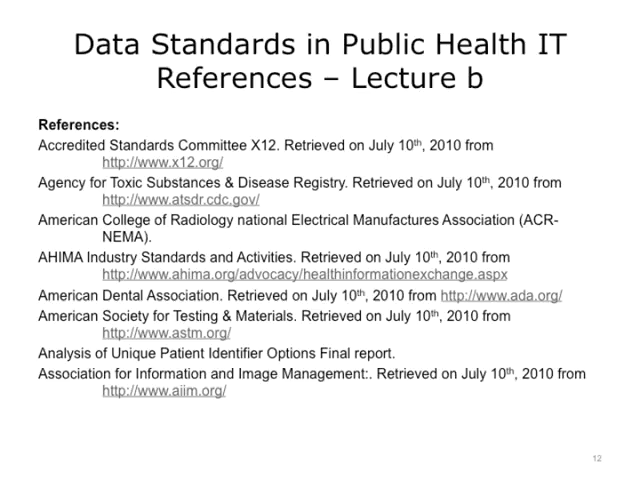 Data Standards in Public Health IT
References – Lecture b
References:
Accredited Standards Committee X12. Retrieved on July 10th, 2010 from
http://www.x12.org/
Agency for Toxic Substances & Disease Registry. Retrieved on July 10th, 2010 from
http://www.atsdr.cdc.gov/
American College of Radiology national Electrical Manufactures Association (ACR-
NEMA).
AHIMA Industry Standards and Activities. Retrieved on July 10th, 2010 from
http://www.ahima.org/advocacy/healthinformationexchange.aspx
American Dental Association. Retrieved on July 10th, 2010 from http://www.ada.org/
American Society for Testing & Materials. Retrieved on July 10th, 2010 from
http://www.astm.org/
Analysis of Unique Patient Identifier Options Final report.
Association for Information and Image Management:. Retrieved on July 10th, 2010 from
http://www.aiim.org/
12